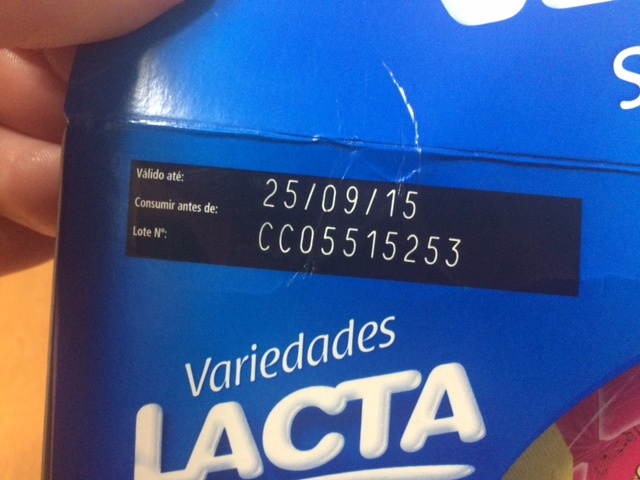 Válido até:
25/09/15
Consumir antes de:
Lote Nº:
CC05515253
Variedades
LACTA